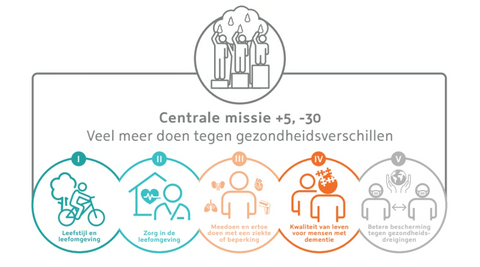 Centrale missie +5, -30
Veel meer doen tegen gezondheidsverschillen
I
II
III
IV
V
Leefstijl en
leefomgeving
Zorg in de
leefomgeving
Meedoen en ertoe
doen met een ziekte
of beperking
Kwaliteit van leven
voor mensen met
dementie
Betere bescherming
tegen gezondheids-
dreigingen